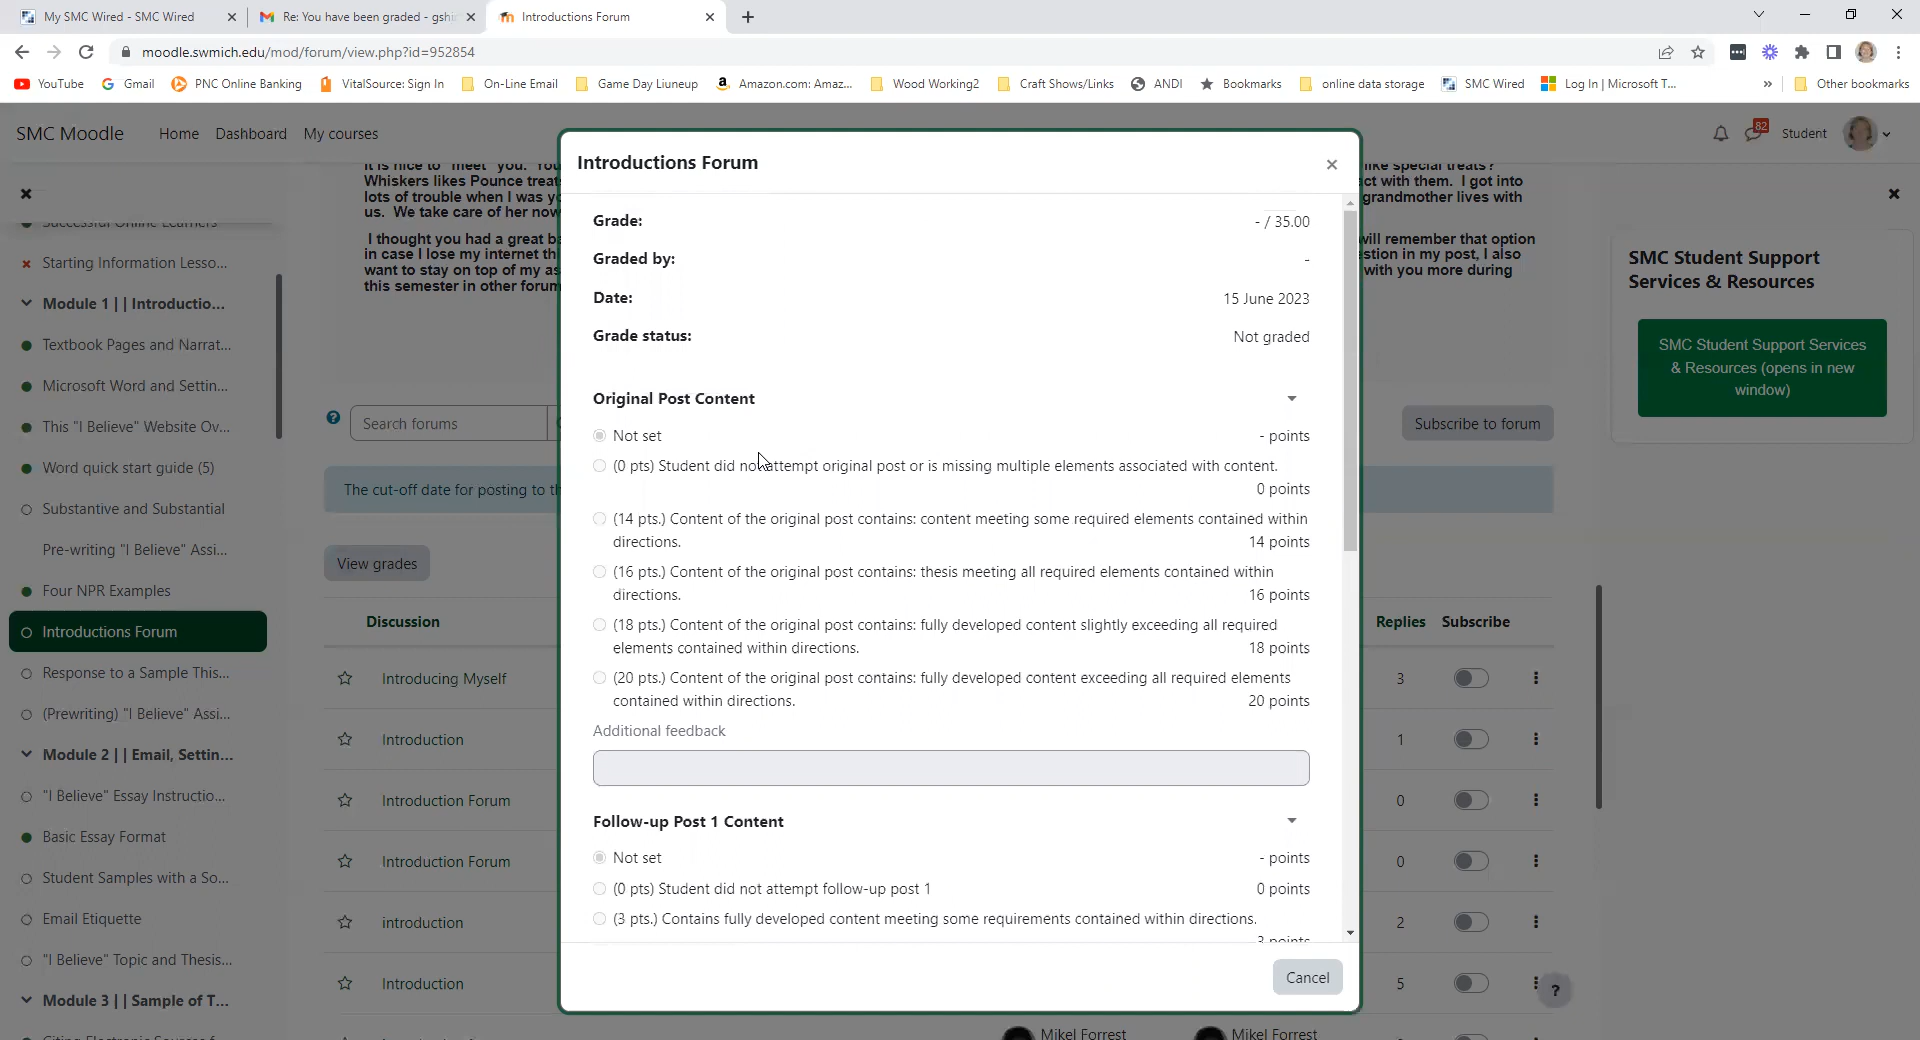 My SMC Wired - SMC Wired
Re: You have been graded - gshir
Introductions Forum
moodle.swmich.edu/mod/forum/view.php?id=952854
YouTube
Gmail
PNC Online Banking
VitalSource: Sign In
On-Line Email
Game Day Liuneup
Amazon.com: Amaz...
Wood Working2
Craft Shows/Links
ANDI
Bookmarks
online data storage
SMC Wired
Log In | Microsoft T...
»
Other bookmarks
SMC Moodle
Home
Dashboard
My courses
82
Student
Successful Online Learners
Starting Information Lesso...
Module 1 | | Introductio...
Textbook Pages and Narrat...
Microsoft Word and Settin...
This "I Believe" Website Ov...
Word quick start guide (5)
Substantive and Substantial
Pre-writing "I Believe" Assi...
Four NPR Examples
Introductions Forum
Response to a Sample This...
(Prewriting) "I Believe" Assi...
Module 2 | | Email, Settin...
"I Believe" Essay Instructio...
Basic Essay Format
Student Samples with a So...
Email Etiquette
"I Believe" Topic and Thesis...
Module 3 | | Sample of T...
It is nice to "meet" you. You
like special treats?
Whiskers likes Pounce treat
act with them. I got into
lots of trouble when I was y
grandmother lives with
us. We take care of her now
I thought you had a great b
will remember that option
in case I lose my internet th
estion in my post, I also
want to stay on top of my as
with you more during
this semester in other forum
Search forums
Subscribe to forum
The cut-off date for posting to th
View grades
Discussion
Replies
Subscribe
Introducing Myself
3
Introduction
1
Introduction Forum
0
Introduction Forum
0
introduction
2
Introduction
5
Mikel Forrest
Mikel Forrest
Introductions Forum
Grade:
- / 35.00
Graded by:
-
Date:
15 June 2023
Grade status:
Not graded
Original Post Content
Not set
- points
(0 pts) Student did not attempt original post or is missing multiple elements associated with content.
0 points
(14 pts.) Content of the original post contains: content meeting some required elements contained within
directions.
14 points
(16 pts.) Content of the original post contains: thesis meeting all required elements contained within
directions.
16 points
(18 pts.) Content of the original post contains: fully developed content slightly exceeding all required
elements contained within directions.
18 points
(20 pts.) Content of the original post contains: fully developed content exceeding all required elements
contained within directions.
20 points
Additional feedback
Follow-up Post 1 Content
Not set
- points
(0 pts) Student did not attempt follow-up post 1
0 points
(3 pts.) Contains fully developed content meeting some requirements contained within directions.
3 points
Cancel
SMC Student Support
Services & Resources
SMC Student Support Services
& Resources (opens in new
window)
?